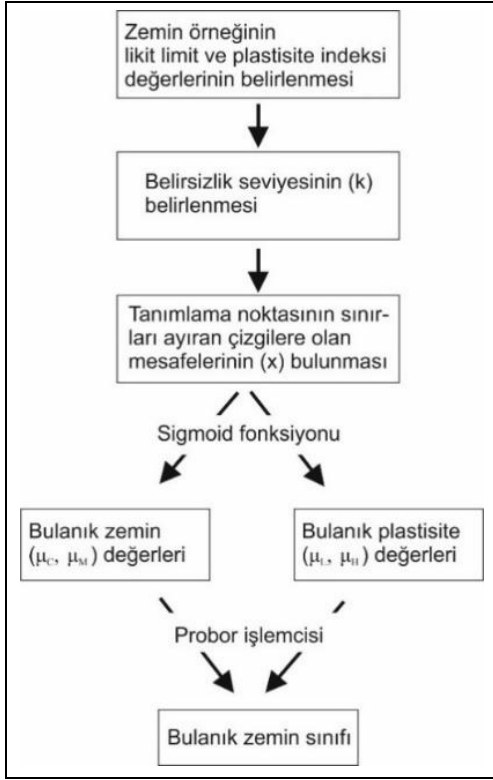 Zemin örneğinin
likit limit ve plastisite indeksi
değerlerinin belirlenmesi
Belirsizlik seviyesinin (k)
belirlenmesi
Tanımlama noktasının sınır-
ları ayıran çizgilere olan
mesafelerinin (x) bulunması
Sigmoid fonksiyonu
Bulanık zemin
(μC, μM) değerleri
Bulanık plastisite
(μL, μH) değerleri
Probor işlemcisi
Bulanık zemin sınıfı